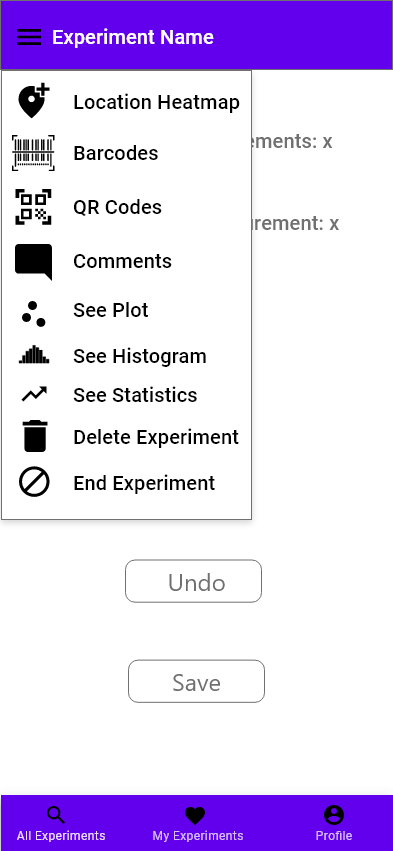 Experiment Name
Location Heatmap
Barcodes
ements: x
QR Codes
urement: x
Comments
See Plot
See Histogram
See Statistics
Delete Experiment
End Experiment
Undo
Save
All Experiments
My Experiments
Profile